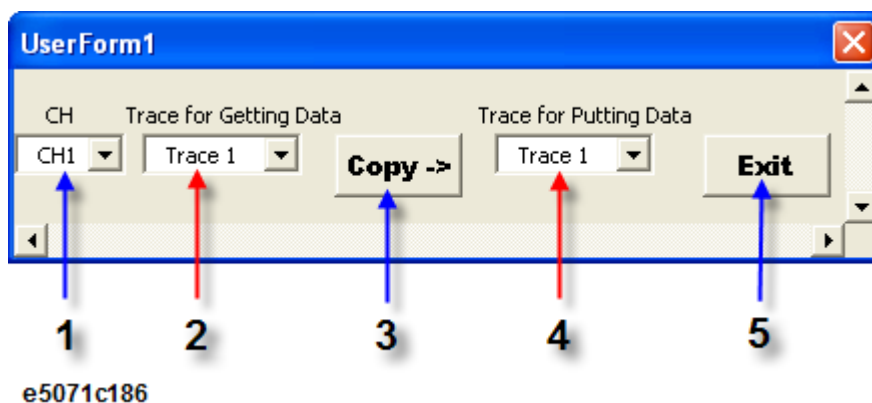 UserForm1
CH Trace for Getting Data Trace for Putting Data
CH1 Trace 1 Copy -> Trace 1 Exit
1 2 3 4 5
e5071c186